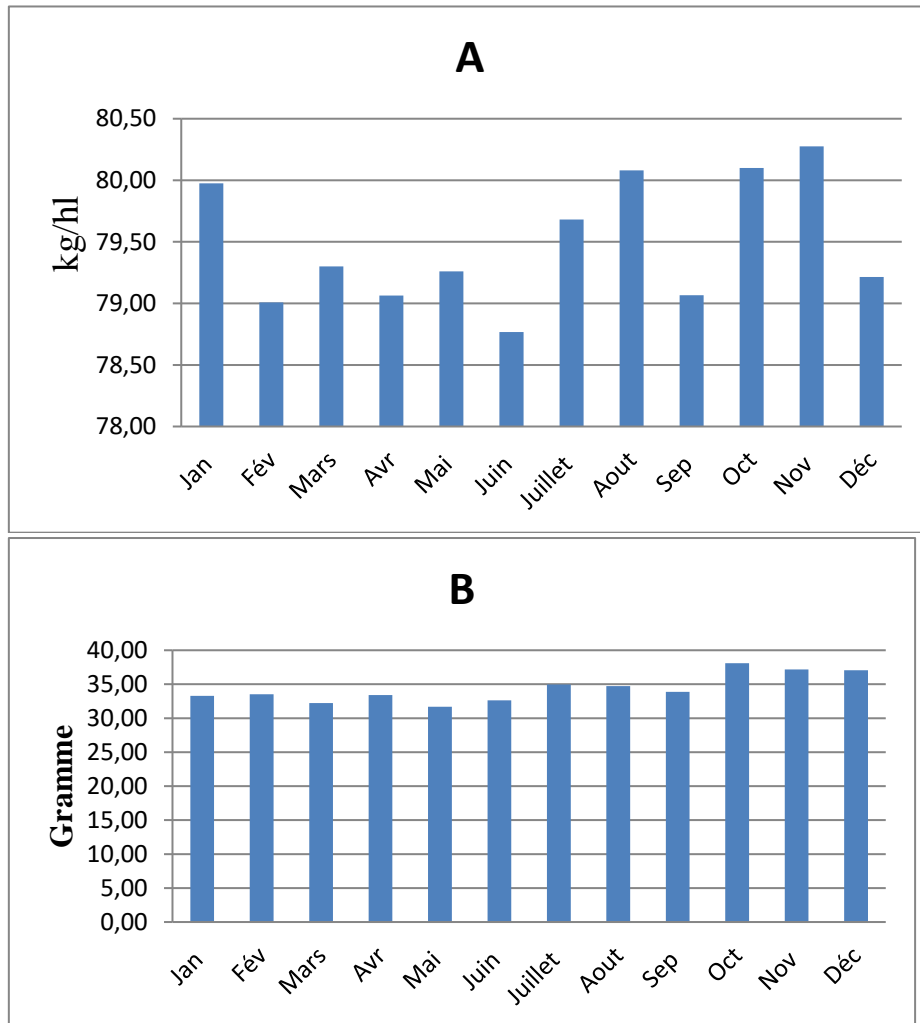 A
80,50
80,00
79,50
79,00
78,50
78,00
kg/hl
Jan
Fév
Mars
Avr
Mai
Juin
Juillet
Aout
Sep
Oct
Nov
Déc
B
40,00
35,00
30,00
25,00
20,00
15,00
10,00
5,00
0,00
Gramme
Jan
Fév
Mars
Avr
Mai
Juin
Juillet
Aout
Sep
Oct
Nov
Déc